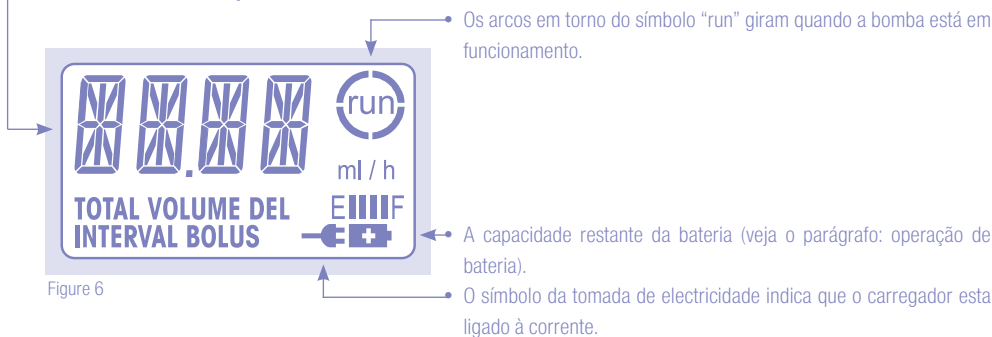 • Os arcos em torno do símbolo “run” giram quando a bomba está em
funcionamento.
run
ml / h
TOTAL VOLUME DEL
E F
INTERVAL BOLUS
• A capacidade restante da bateria (veja o parágrafo: operação de
bateria).
Figure 6
• O símbolo da tomada de electricidade indica que o carregador esta
ligado à corrente.